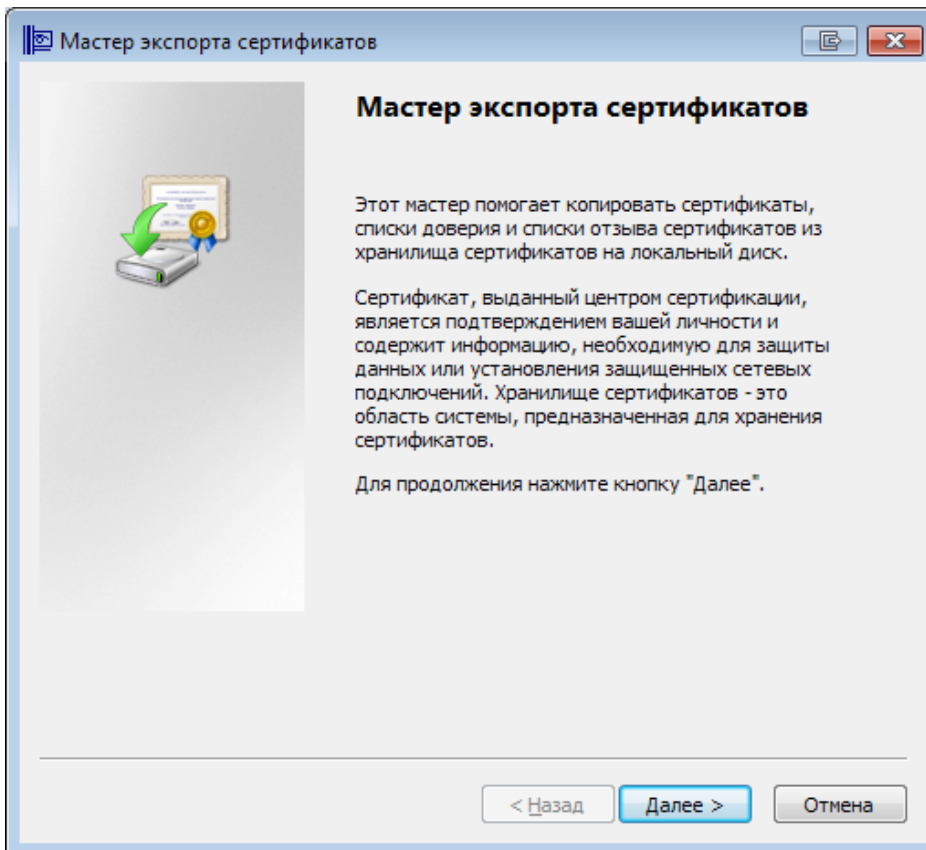 Мастер экспорта сертификатов
Мастер экспорта сертификатов
Этот мастер помогает копировать сертификаты,
списки доверия и списки отзыва сертификатов из
хранилища сертификатов на локальный диск.
Сертификат, выданный центром сертификации,
является подтверждением вашей личности и
содержит информацию, необходимую для защиты
данных или установления защищенных сетевых
подключений. Хранилище сертификатов - это
область системы, предназначенная для хранения
сертификатов.
Для продолжения нажмите кнопку "Далее".
< Назад
Далее >
Отмена